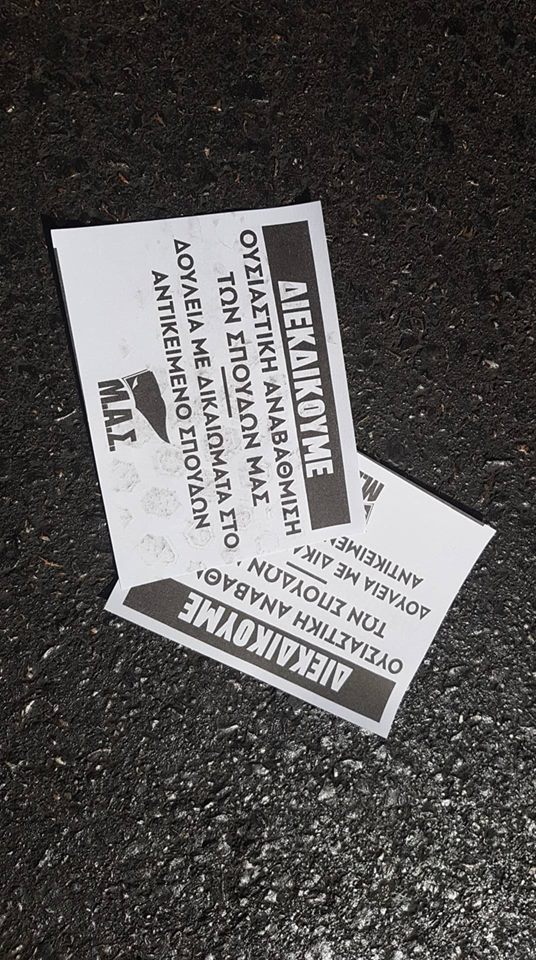 ΔΙΕΚΔΙΚΟΥΜΕ
ΟΥΣΙΑΣΤΙΚΗ ΑΝΑΒΑΘΜΙΣΗ
ΤΩΝ ΣΠΟΥΔΩΝ ΜΑΣ
ΔΟΥΛΕΙΑ ΜΕ ΔΙΚΑΙΩΜΑΤΑ ΣΤΟ
ΑΝΤΙΚΕΙΜΕΝΟ ΣΠΟΥΔΩΝ
Μ.Α.Σ.
ΔΙΕΚΔΙΚΟΥΜΕ
ΟΥΣΙΑΣΤΙΚΗ ΑΝΑΒΑΘ
ΤΩΝ ΣΠΟΥΔΩΝ
ΔΟΥΛΕΙΑ ΜΕ ΔΙΚ
ΑΝΤΙΚΕΙΜΕΝ
Μ